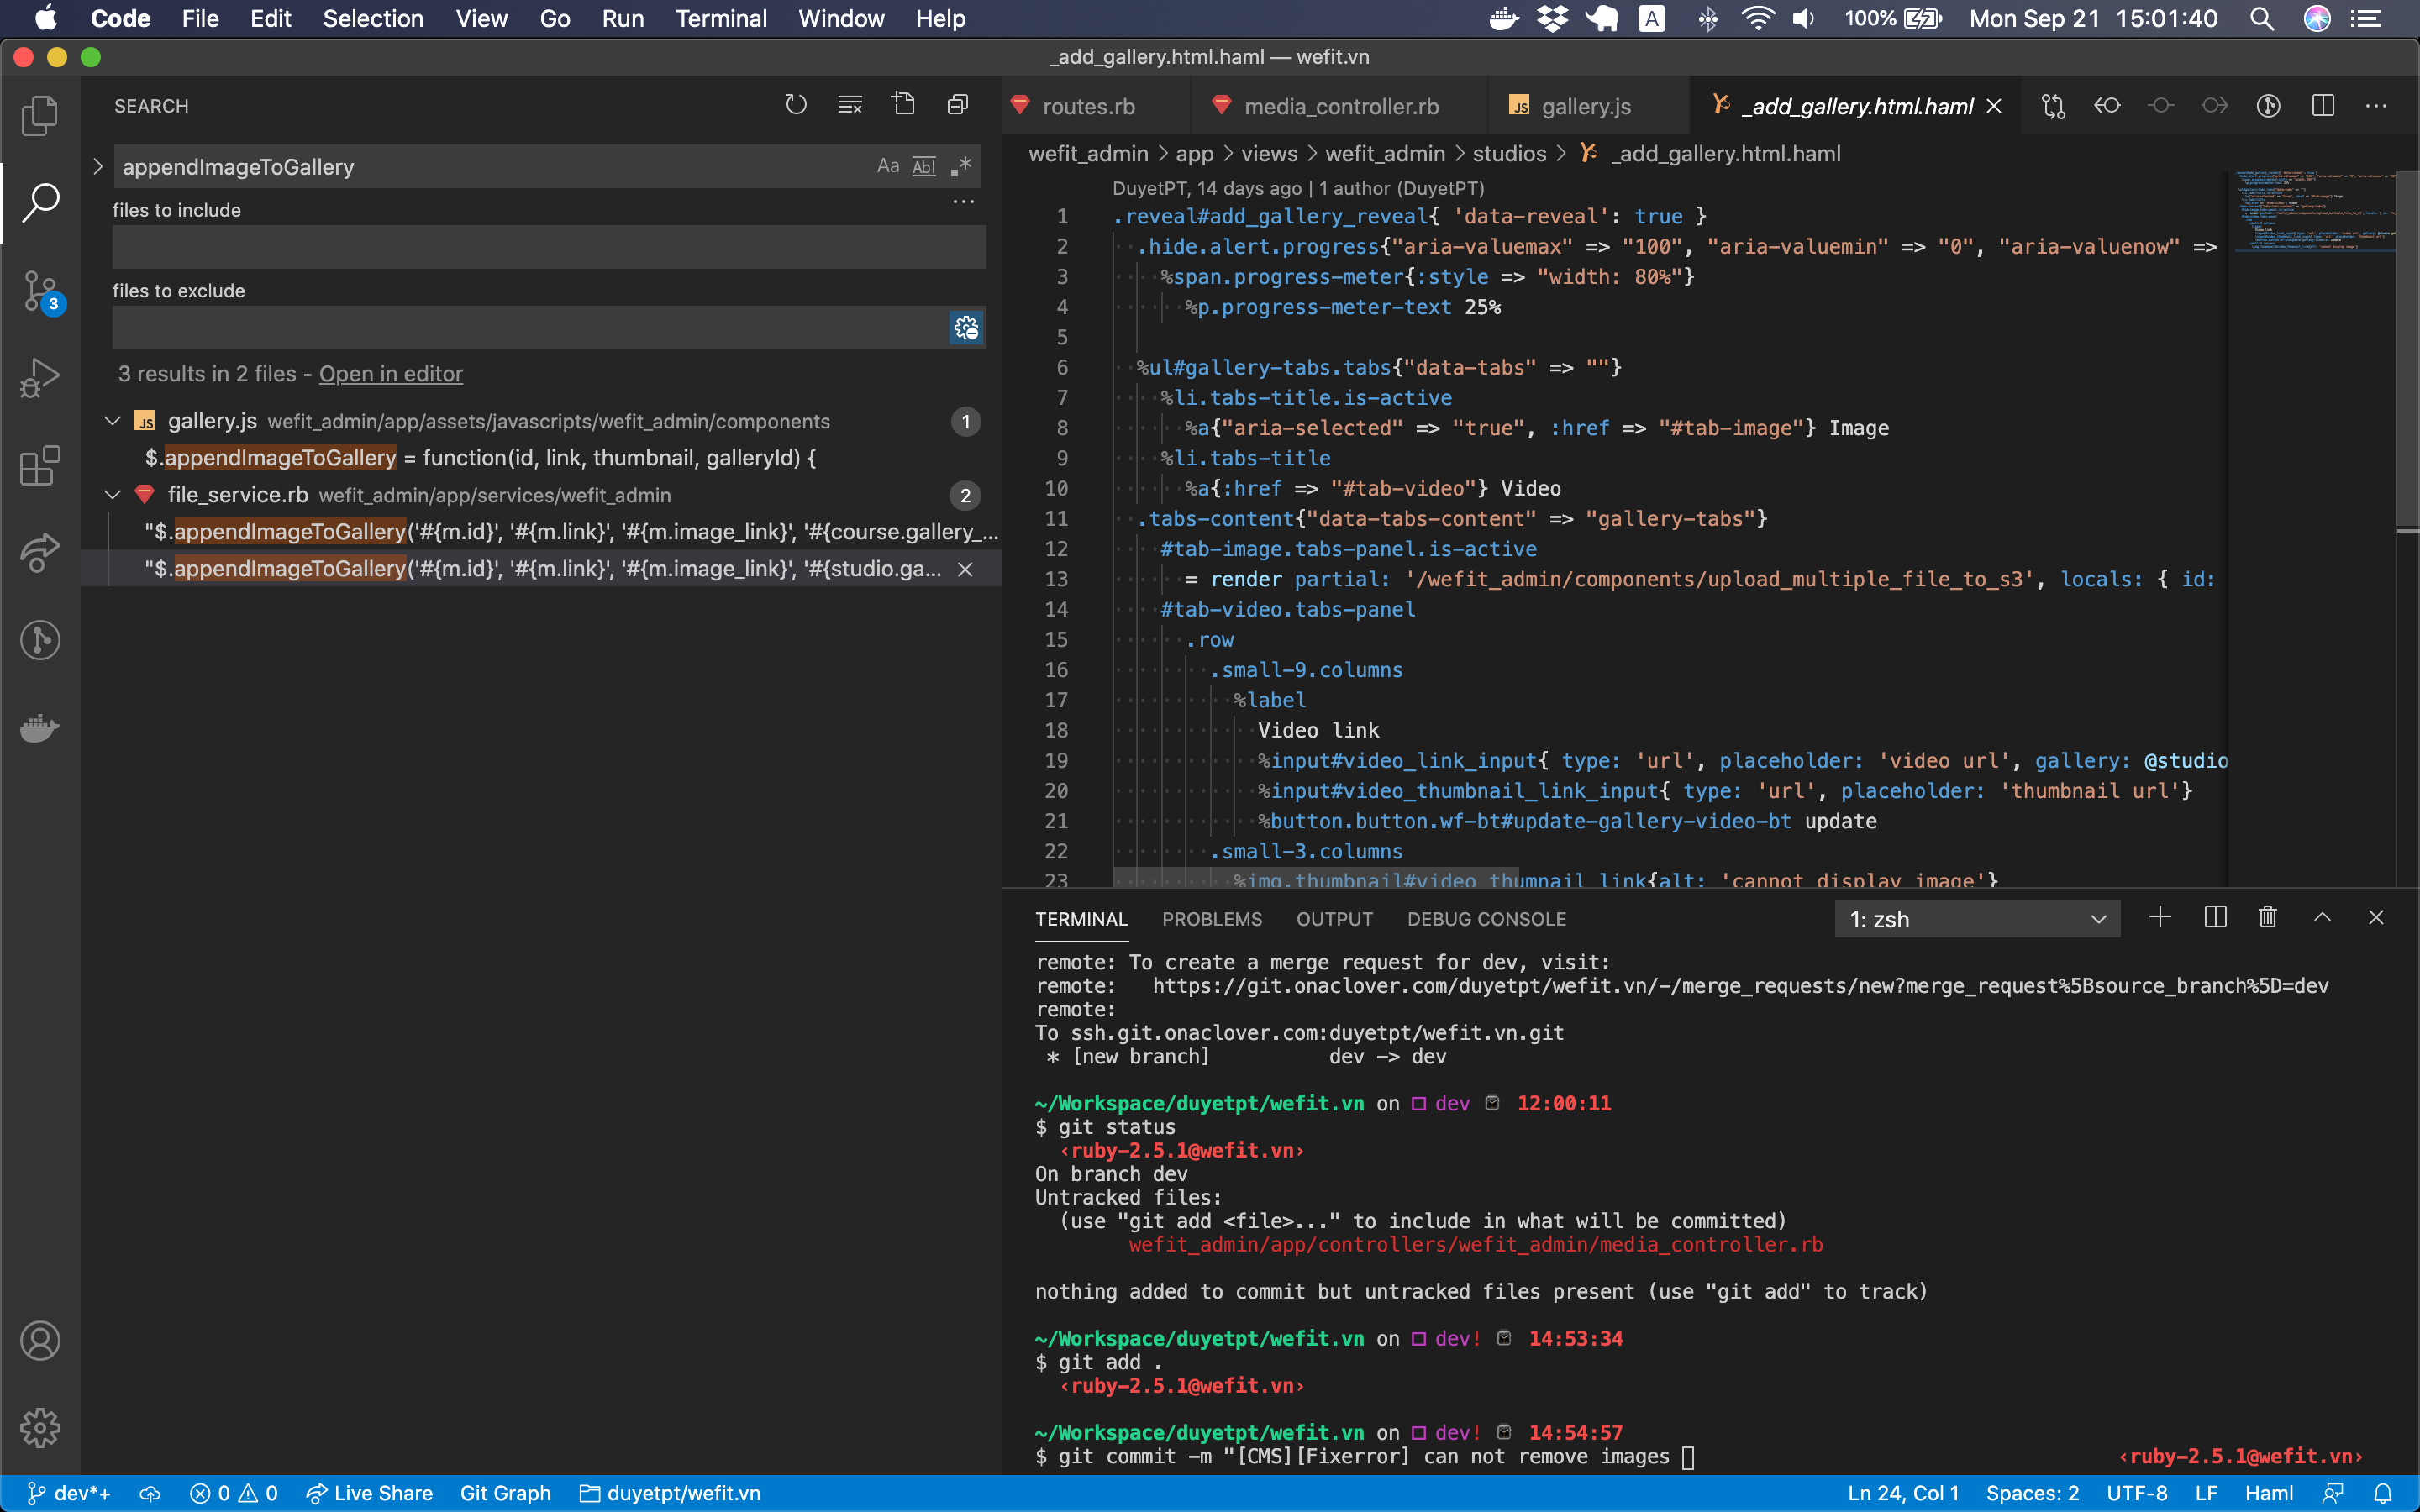 Code File Edit Selection View Go Run Terminal Window Help A 100% Mon Sep 21 15:01:40
_add_gallery.html.haml — wefit.vn
SEARCH
appendImageToGallery Aa Abl
files to include
files to exclude
3 results in 2 files - Open in editor
JS gallery.js wefit_admin/app/assets/javascripts/wefit_admin/components 1
$.appendImageToGallery = function(id, link, thumbnail, galleryId) {
file_service.rb wefit_admin/app/services/wefit_admin 2
"$.appendImageToGallery('#{m.id}', '#{m.link}', '#{m.image_link}', '#{course.gallery_...
"$.appendImageToGallery('#{m.id}', '#{m.link}', '#{m.image_link}', '#{studio.ga...
3
routes.rb media_controller.rb JS gallery.js _add_gallery.html.haml
wefit_admin > app > views > wefit_admin > studios > _add_gallery.html.haml
DuyetPT, 14 days ago | 1 author (DuyetPT)
1 .reveal#add_gallery_reveal{ 'data-reveal': true }
2 .hide.alert.progress{"aria-valuemax" => "100", "aria-valuemin" => "0", "aria-valuenow" =>
3 %span.progress-meter{:style => "width: 80%"}
4 %p.progress-meter-text 25%
5
6 %ul#gallery-tabs.tabs{"data-tabs" => ""}
7 %li.tabs-title.is-active
8 %a{"aria-selected" => "true", :href => "#tab-image"} Image
9 %li.tabs-title
10 %a{:href => "#tab-video"} Video
11 .tabs-content{"data-tabs-content" => "gallery-tabs"}
12 #tab-image.tabs-panel.is-active
13 = render partial: '/wefit_admin/components/upload_multiple_file_to_s3', locals: { id:
14 #tab-video.tabs-panel
15 .row
16 .small-9.columns
17 %label
18 Video link
19 %input#video_link_input{ type: 'url', placeholder: 'video url', gallery: @studio
20 %input#video_thumbnail_link_input{ type: 'url', placeholder: 'thumbnail url'}
21 %button.button.wf-bt#update-gallery-video-bt update
22 .small-3.columns
23 %img.thumbnail#video_thumnail_link{alt: 'cannot display image'}
TERMINAL PROBLEMS OUTPUT DEBUG CONSOLE 1: zsh
remote: To create a merge request for dev, visit:
remote: https://git.onaclover.com/duyetpt/wefit.vn/-/merge_requests/new?merge_request%5Bsource_branch%5D=dev
remote:
To ssh.git.onaclover.com:duyetpt/wefit.vn.git
* [new branch] dev -> dev
~/Workspace/duyetpt/wefit.vn on dev 12:00:11
$ git status
‹ruby-2.5.1@wefit.vn›
On branch dev
Untracked files:
(use "git add <file>..." to include in what will be committed)
wefit_admin/app/controllers/wefit_admin/media_controller.rb
nothing added to commit but untracked files present (use "git add" to track)
~/Workspace/duyetpt/wefit.vn on dev! 14:53:34
$ git add .
‹ruby-2.5.1@wefit.vn›
~/Workspace/duyetpt/wefit.vn on dev! 14:54:57
$ git commit -m "[CMS][Fixerror] can not remove images ‹ruby-2.5.1@wefit.vn›
dev*+ 0 0 Live Share Git Graph duyetpt/wefit.vn Ln 24, Col 1 Spaces: 2 UTF-8 LF Haml